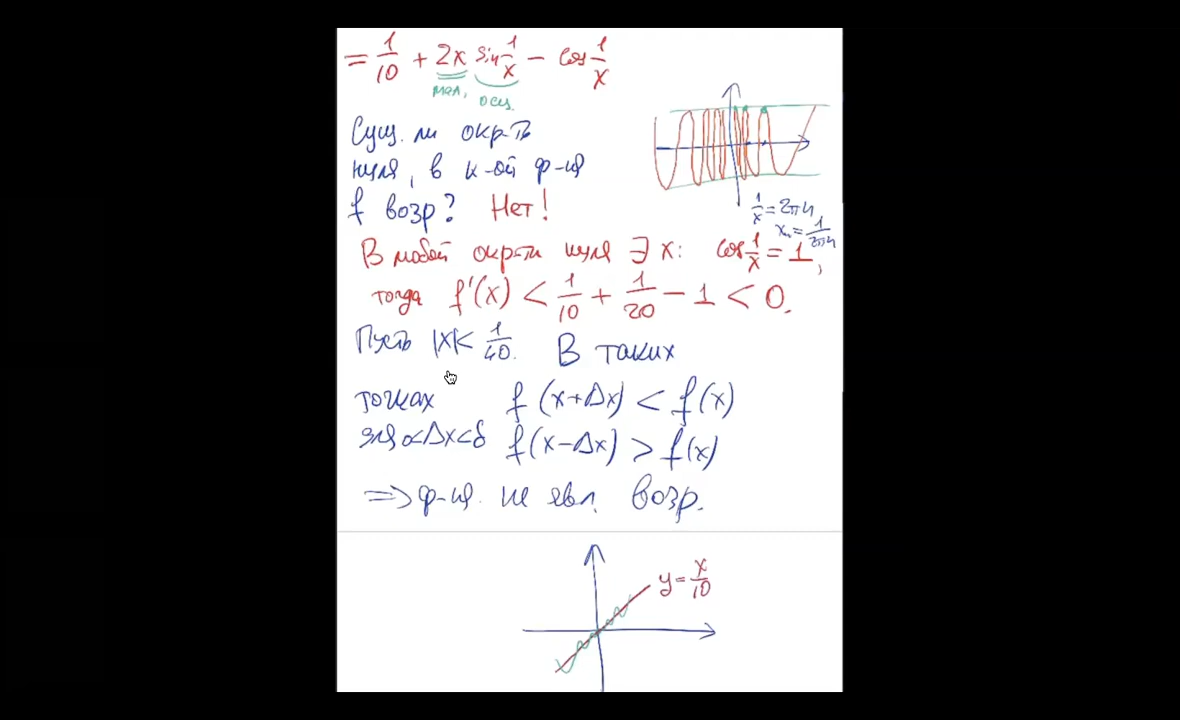 = 1/10 + 2x sin 1/x − cos 1/x
мал, осц.
Сущ. ли окр-ть
нуля, в к-ой ф-ия
f возр? Нет!
1/x = 2πn
xₙ = 1/2πn
В любой окр-ти нуля ∃ x: cos 1/x = 1,
тогда f'(x) < 1/10 + 1/20 − 1 < 0.
Пусть |x| < 1/40. В таких
точках f(x+Δx) < f(x)
для 0<Δx<δ f(x−Δx) > f(x)
⟹ ф-ия. не явл. возр.
y = x/10